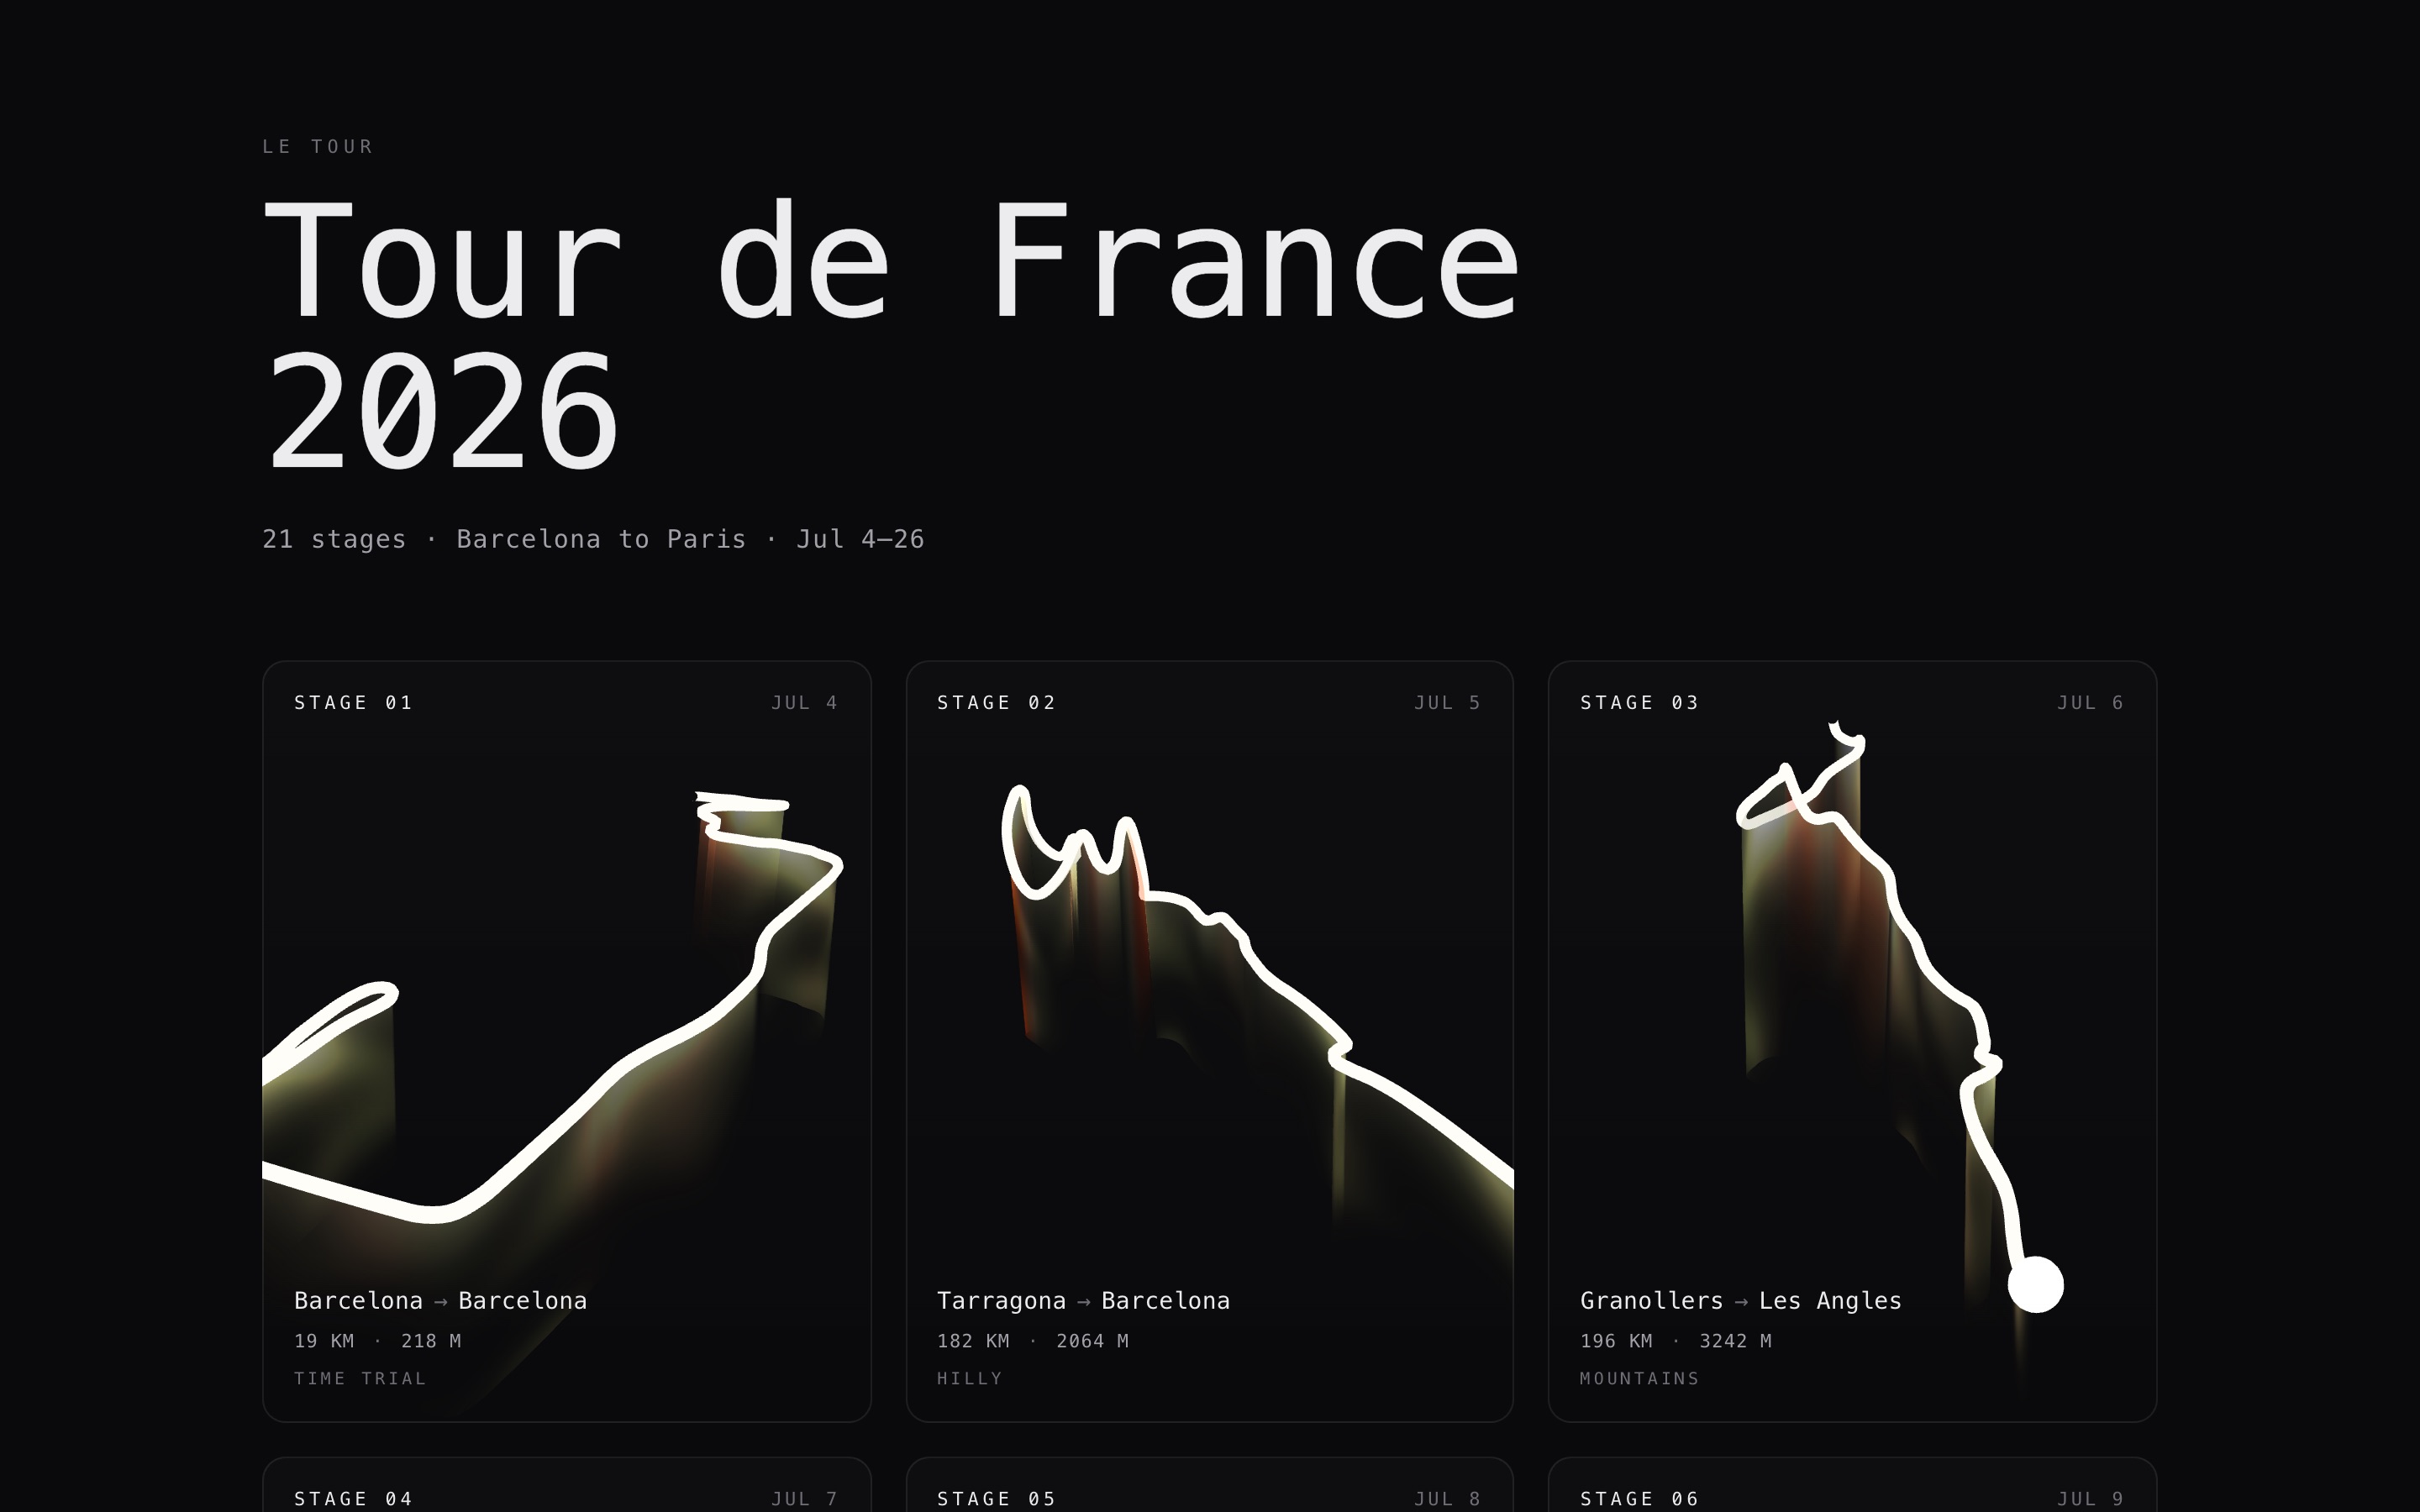 LE TOUR
Tour de France
2026
21 stages · Barcelona to Paris · Jul 4–26
STAGE 01
JUL 4
Barcelona → Barcelona
19 KM · 218 M
TIME TRIAL
STAGE 02
JUL 5
Tarragona → Barcelona
182 KM · 2064 M
HILLY
STAGE 03
JUL 6
Granollers → Les Angles
196 KM · 3242 M
MOUNTAINS
STAGE 04
JUL 7
STAGE 05
JUL 8
STAGE 06
JUL 9